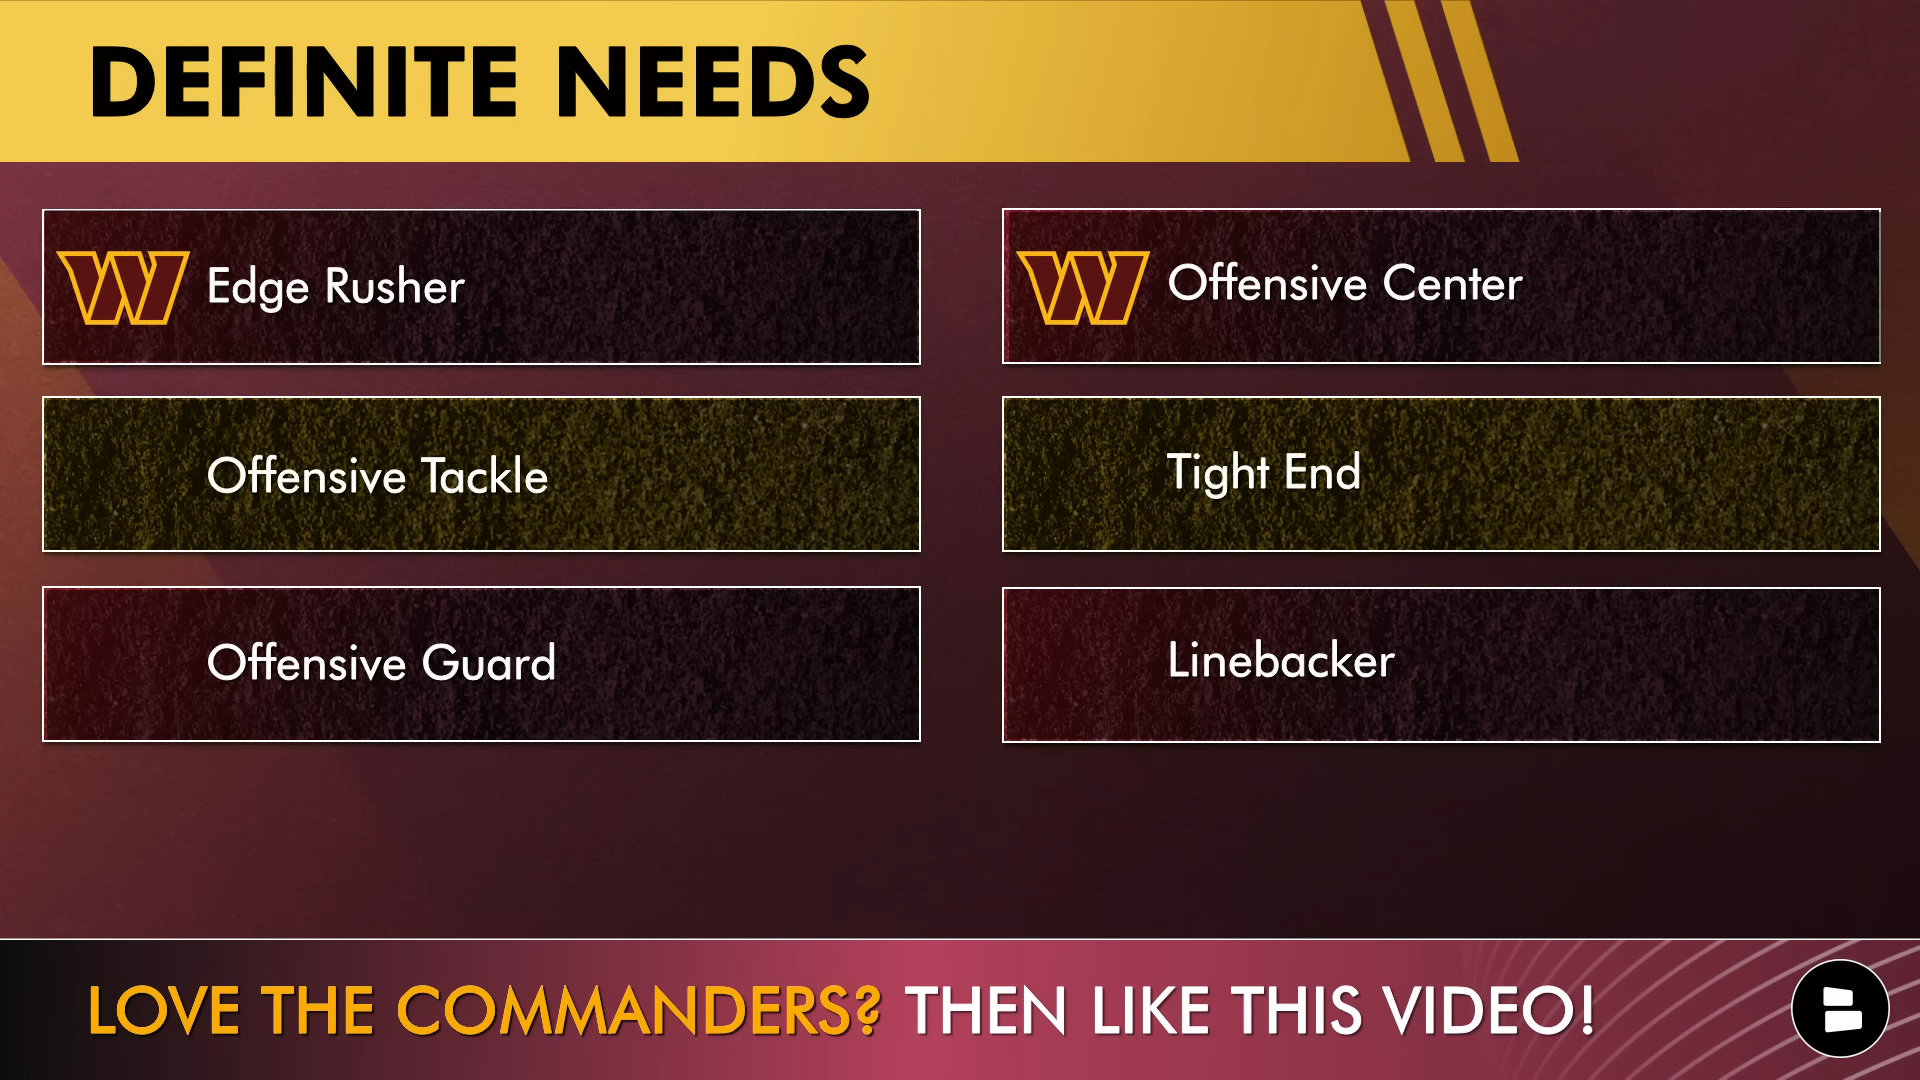 DEFINITE NEEDS
Edge Rusher
Offensive Center
Offensive Tackle
Tight End
Offensive Guard
Linebacker
LOVE THE COMMANDERS? THEN LIKE THIS VIDEO!